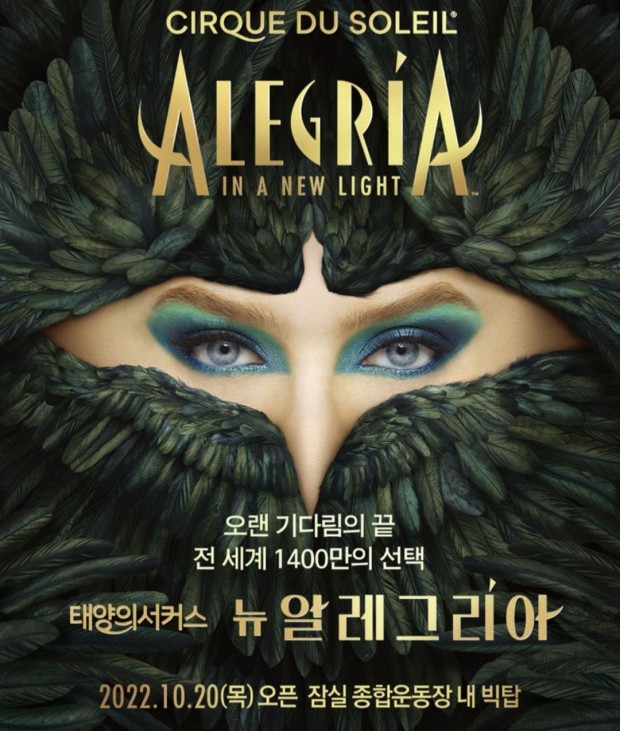 CIRQUE DU SOLEIL®
ALEGRÍA
IN A NEW LIGHT™
오랜 기다림의 끝
전 세계 1400만의 선택
태양의서커스 뉴 알레그리아
2022.10.20(목) 오픈 잠실 종합운동장 내 빅탑